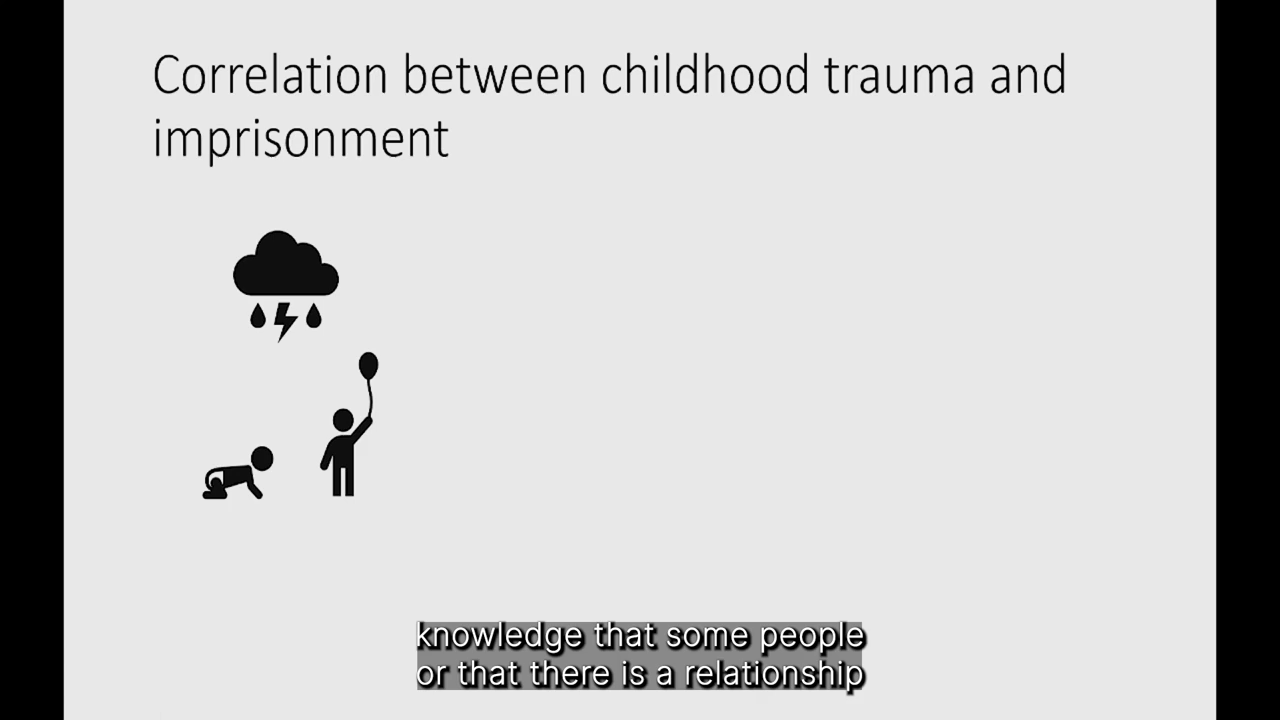 Correlation between childhood trauma and
imprisonment
knowledge that some people
or that there is a relationship